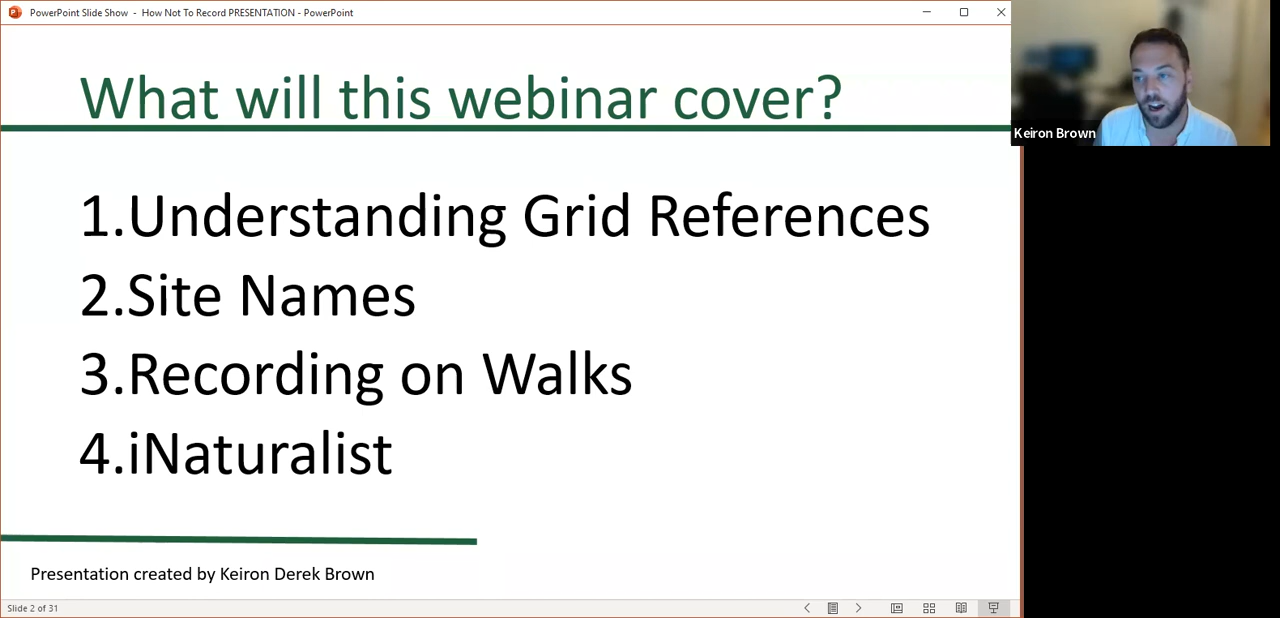 PowerPoint Slide Show - How Not To Record PRESENTATION - PowerPoint
What will this webinar cover?
Keiron Brown
1.Understanding Grid References
2.Site Names
3.Recording on Walks
4.iNaturalist
Presentation created by Keiron Derek Brown
Slide 2 of 31